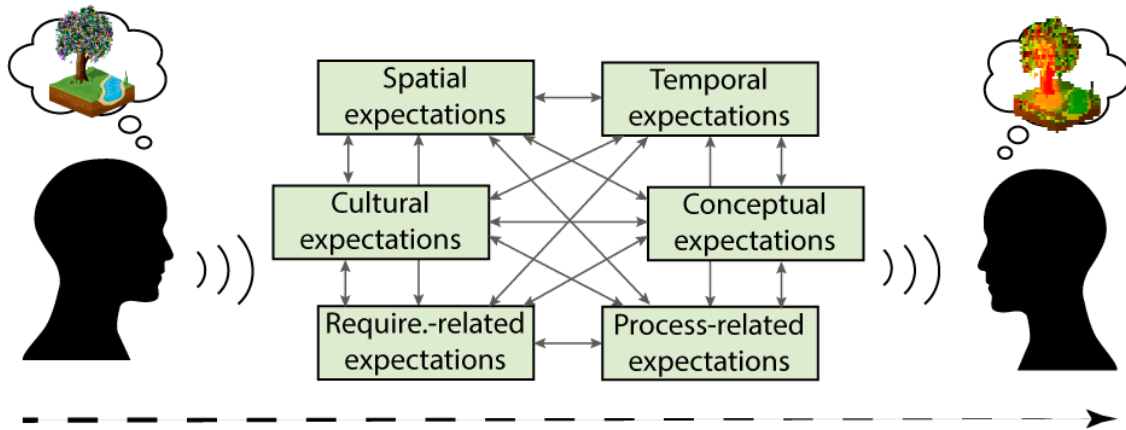 Spatial
expectations
Temporal
expectations
Cultural
expectations
Conceptual
expectations
Require.-related
expectations
Process-related
expectations